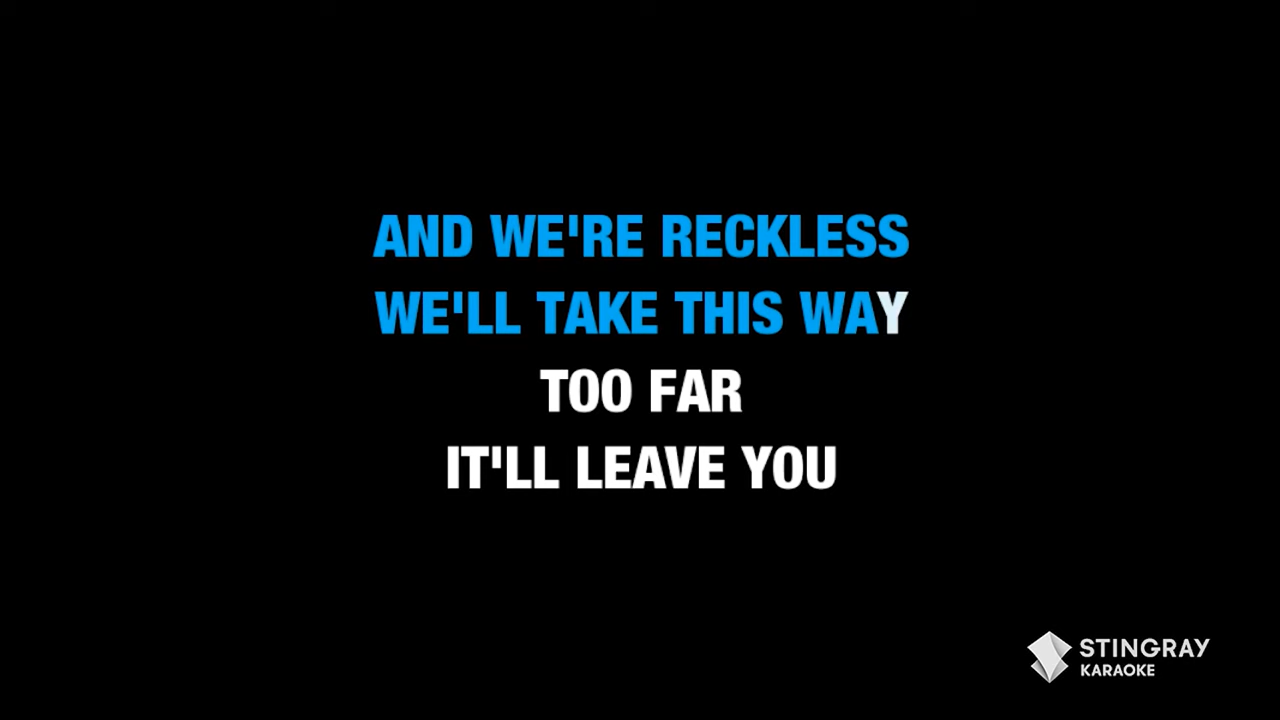 AND WE'RE RECKLESS
WE'LL TAKE THIS WAY
TOO FAR
IT'LL LEAVE YOU
STINGRAY
KARAOKE